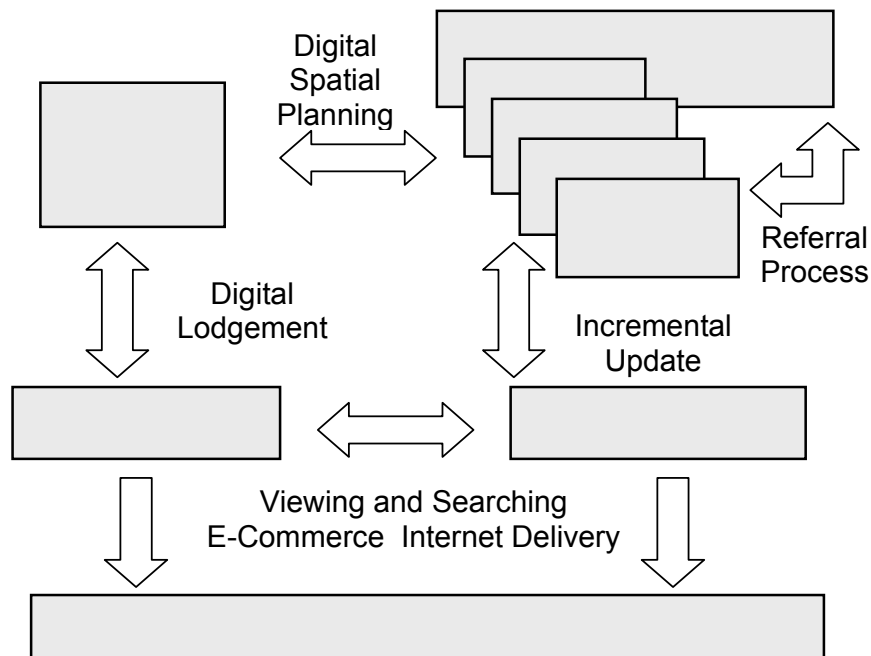 Digital
Spatial
Planning
Referral
Process
Digital
Lodgement
Incremental
Update
Viewing and Searching
E-Commerce Internet Delivery